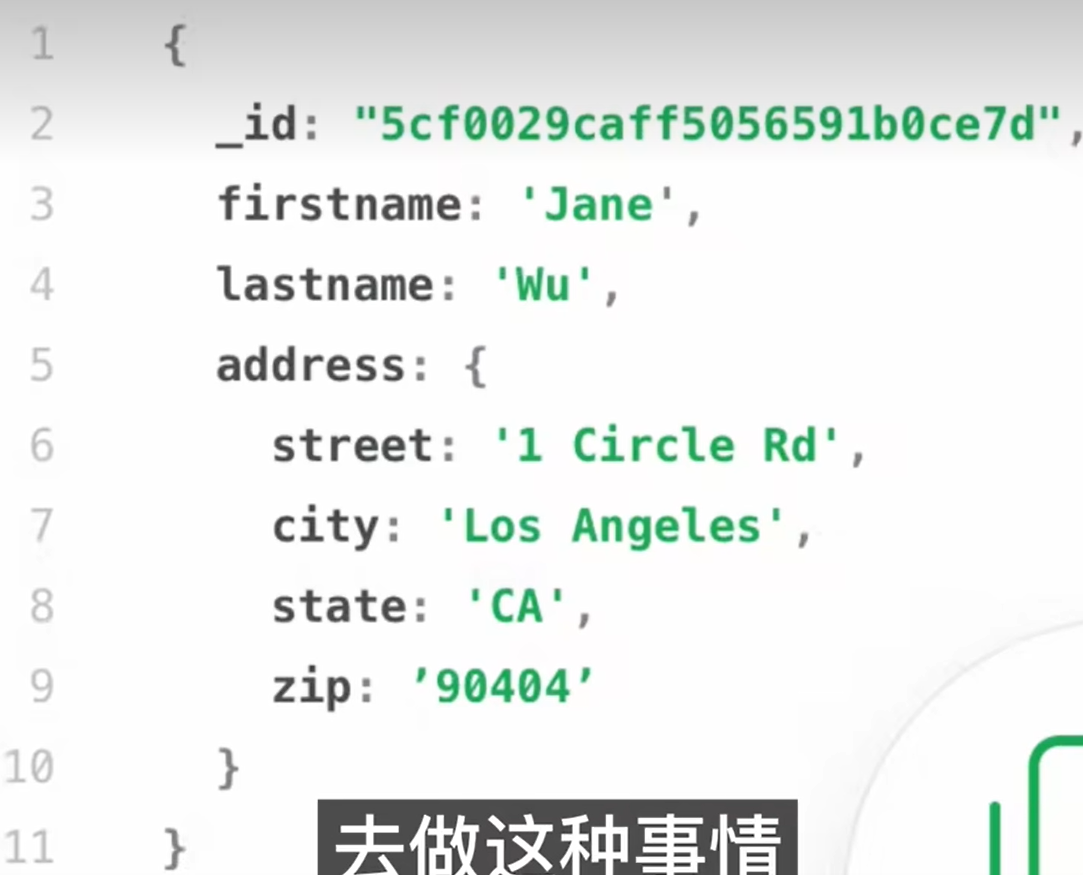 1 {
2 _id: "5cf0029caff5056591b0ce7d",
3 firstname: 'Jane',
4 lastname: 'Wu',
5 address: {
6 street: '1 Circle Rd',
7 city: 'Los Angeles',
8 state: 'CA',
9 zip: ’90404’
10 }
11 }
去做这种事情